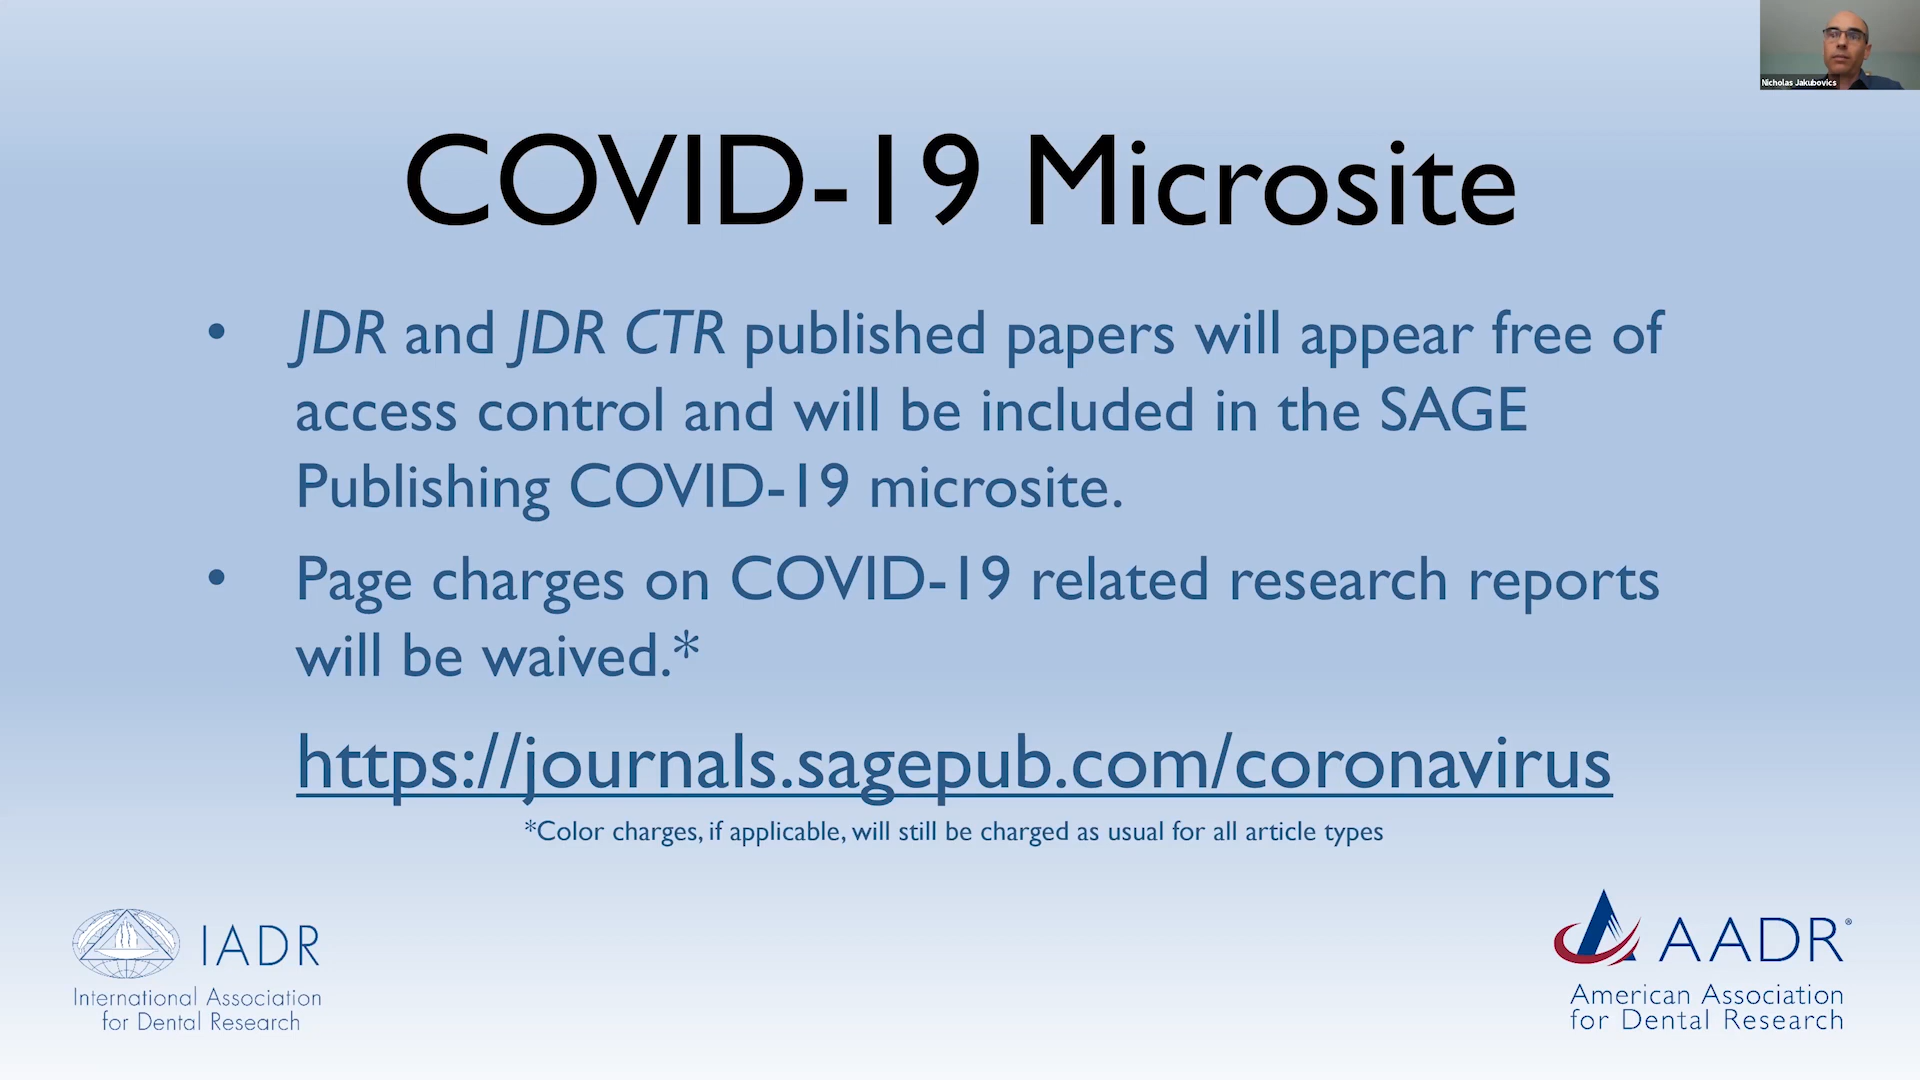 Nicholas Jakubovics
COVID-19 Microsite
• JDR and JDR CTR published papers will appear free of
access control and will be included in the SAGE
Publishing COVID-19 microsite.
• Page charges on COVID-19 related research reports
will be waived.*
https://journals.sagepub.com/coronavirus
*Color charges, if applicable, will still be charged as usual for all article types
IADR
International Association
for Dental Research
AADR®
American Association
for Dental Research